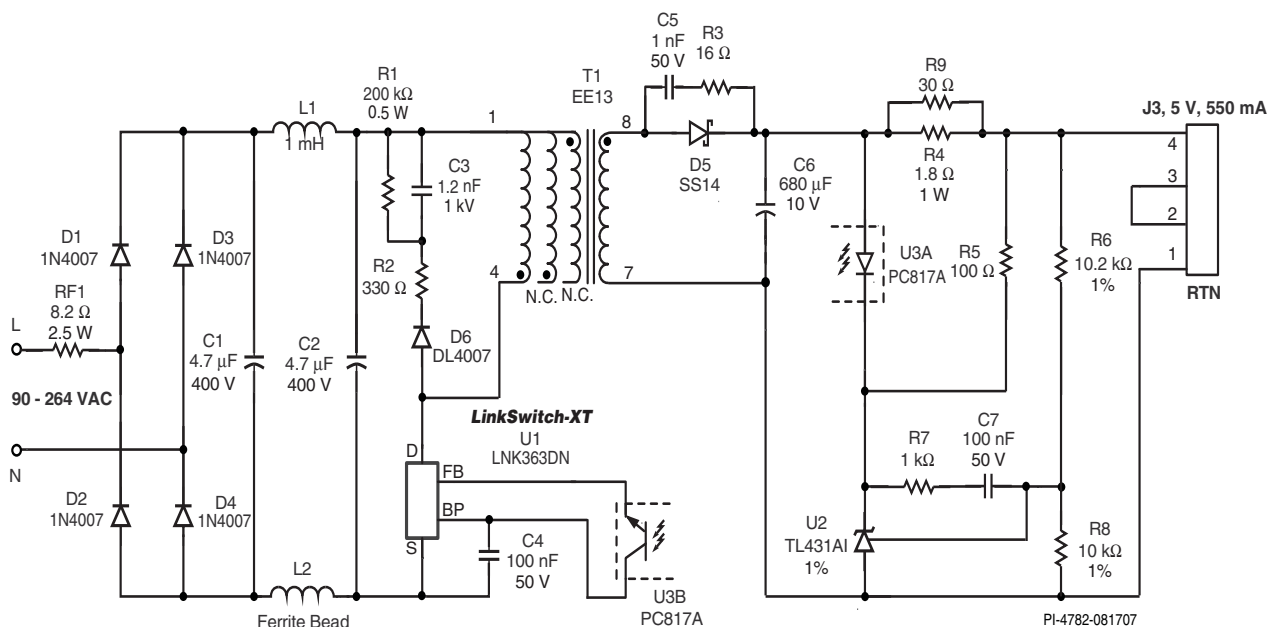 C5
1 nF
50 V
R3
16 Ω
R9
30 Ω
R4
1.8 Ω
1 W
J3, 5 V, 550 mA
T1
EE13
R1
200 kΩ
0.5 W
L1
1 mH
1
8
4
3
2
1
C3
1.2 nF
1 kV
D5
SS14
C6
680 μF
10 V
D1
1N4007
D3
1N4007
RF1
8.2 Ω
2.5 W
L
R2
330 Ω
4
7
N.C.
N.C.
U3A
PC817A
R5
100 Ω
R6
10.2 kΩ
1%
RTN
C1
4.7 μF
400 V
C2
4.7 μF
400 V
D6
DL4007
90 - 264 VAC
LinkSwitch-XT
U1
LNK363DN
N
D
FB
BP
S
R7
1 kΩ
C7
100 nF
50 V
D2
1N4007
D4
1N4007
C4
100 nF
50 V
U2
TL431AI
1%
R8
10 kΩ
1%
L2
Ferrite Bead
U3B
PC817A
PI-4782-081707